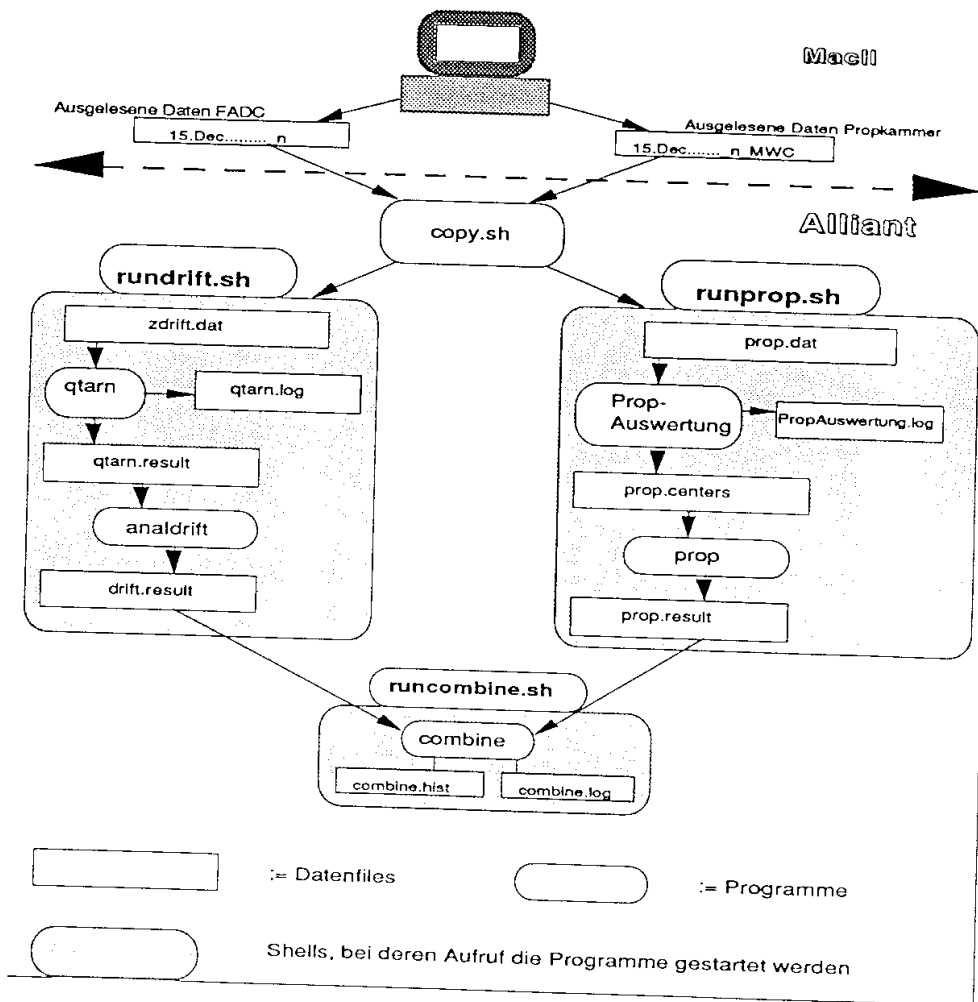 MacII
Ausgelesene Daten FADC
15.Dec......... n
Ausgelesene Daten Propkammer
15.Dec......._n_MWC
Alliant
copy.sh
rundrift.sh
zdrift.dat
qtarn
qtarn.log
qtarn.result
analdrift
drift.result
runprop.sh
prop.dat
Prop-
Auswertung
PropAuswertung.log
prop.centers
prop
prop.result
runcombine.sh
combine
combine.hist
combine.log
:= Datenfiles
:= Programme
Shells, bei deren Aufruf die Programme gestartet werden